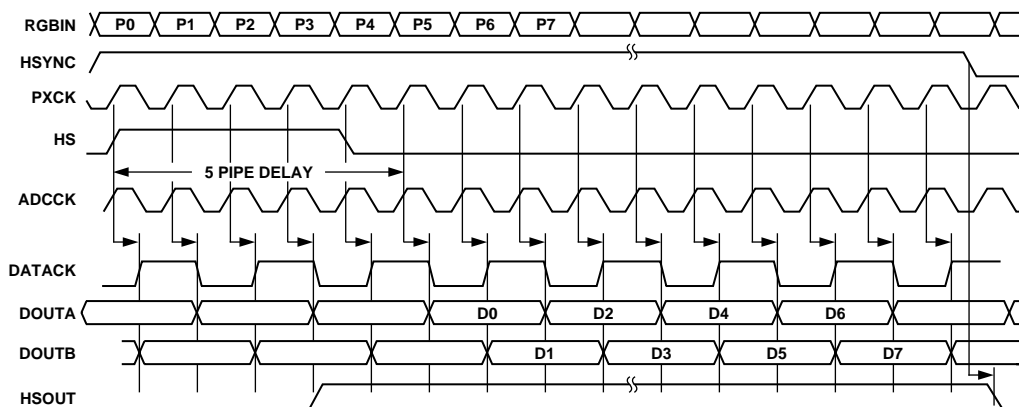 RGBIN P0 P1 P2 P3 P4 P5 P6 P7
HSYNC
PXCK
HS
5 PIPE DELAY
ADCCK
DATACK
DOUTA D0 D2 D4 D6
DOUTB D1 D3 D5 D7
HSOUT